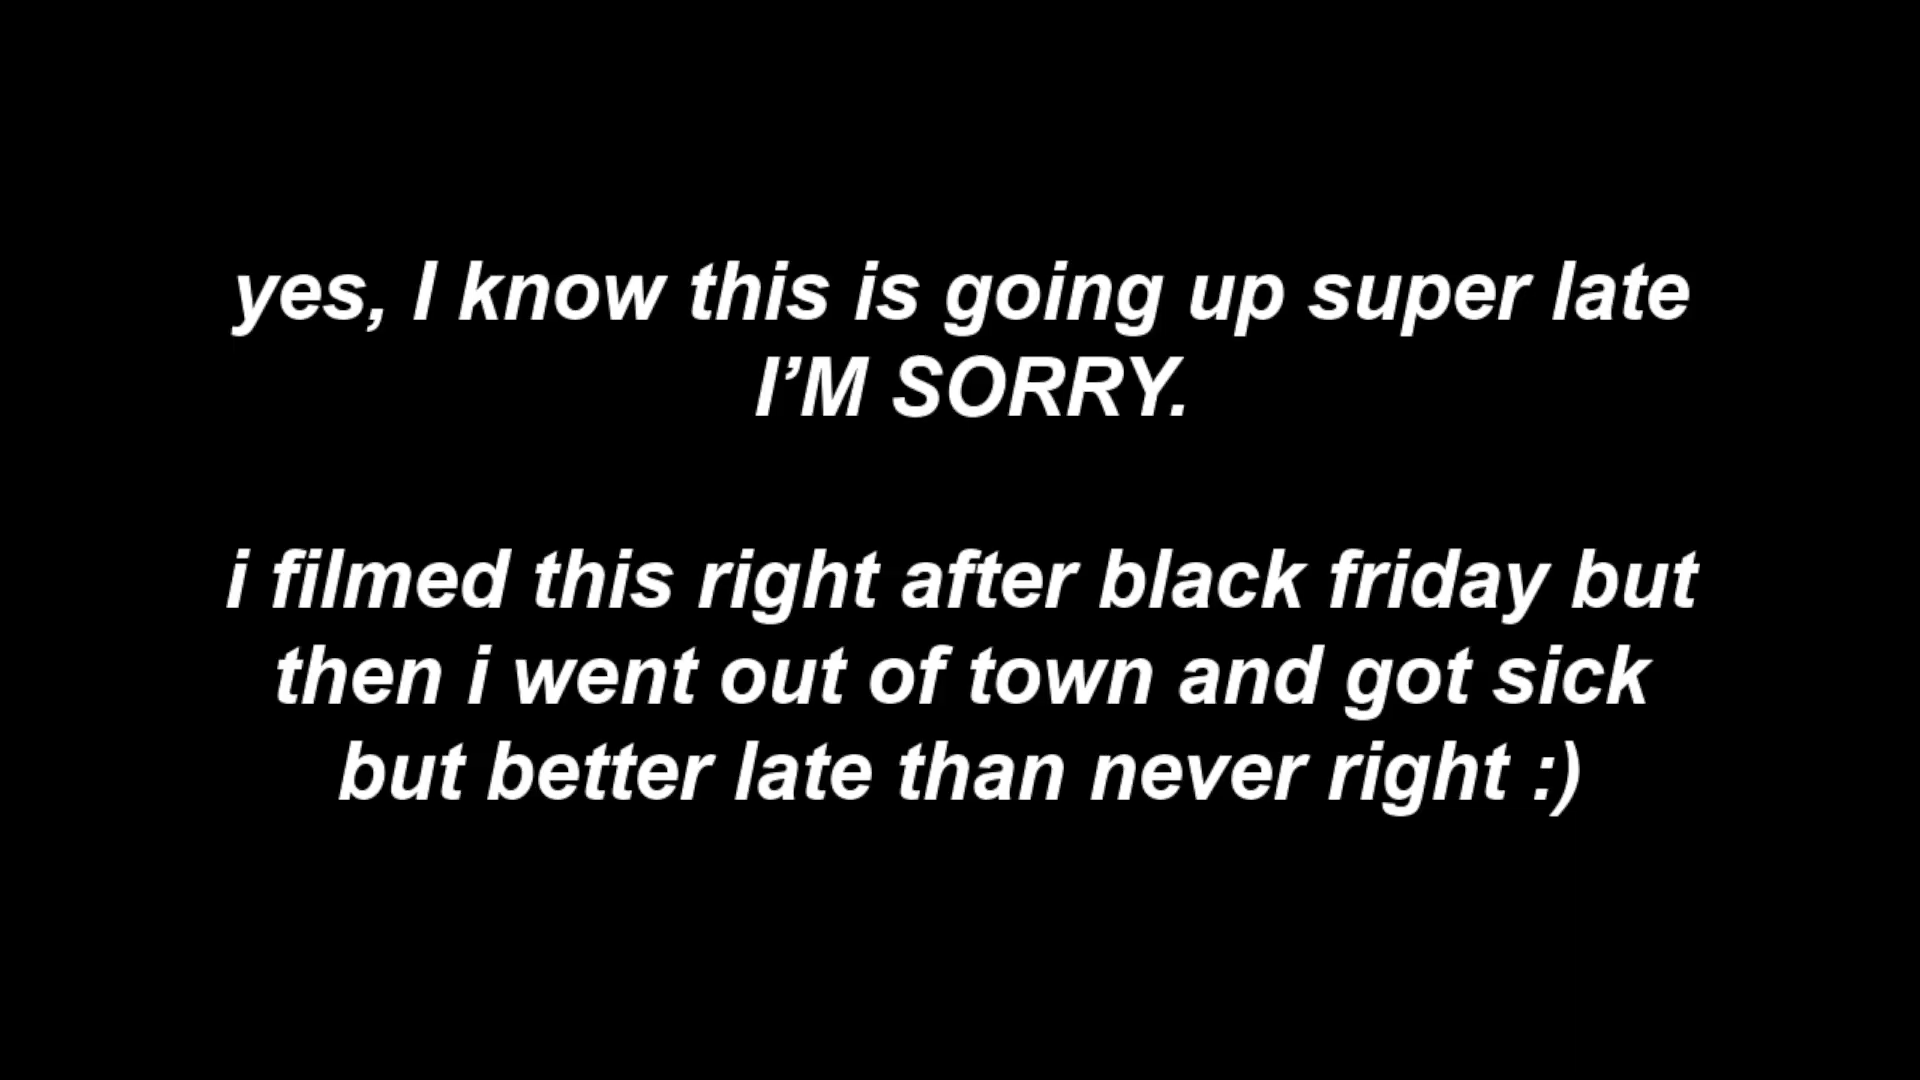 yes, I know this is going up super late
I’M SORRY.
i filmed this right after black friday but
then i went out of town and got sick
but better late than never right :)